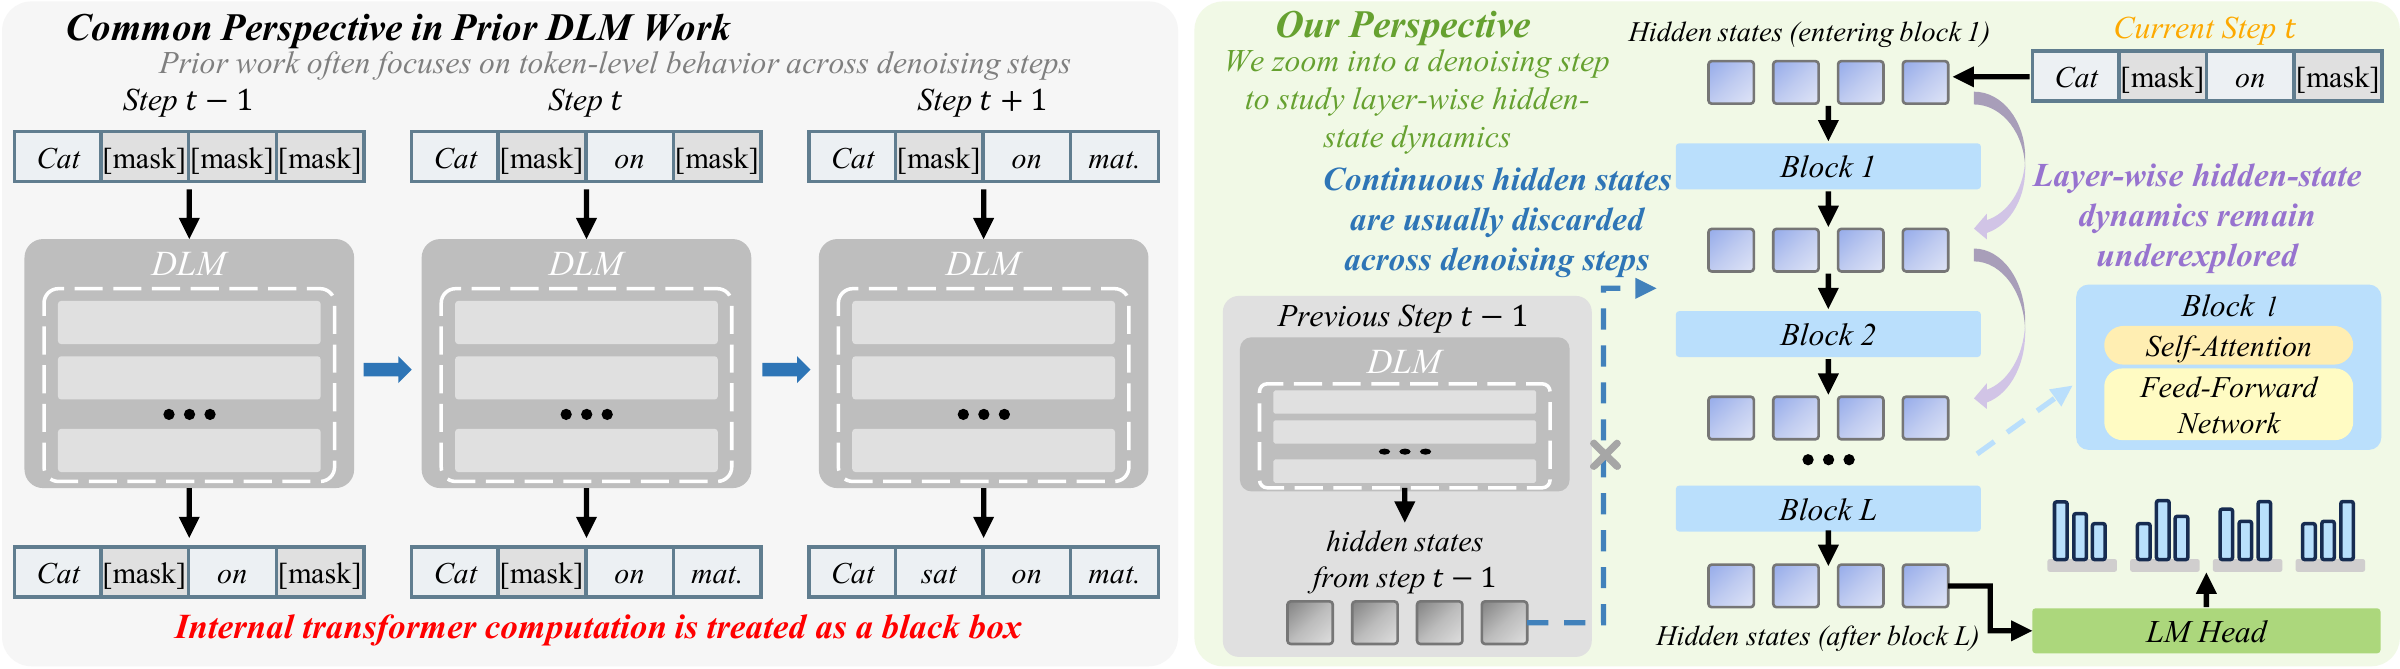 Common Perspective in Prior DLM Work
Prior work often focuses on token-level behavior across denoising steps
Step t − 1
Step t
Step t + 1
Cat [mask] [mask] [mask]
Cat [mask] on [mask]
Cat [mask] on mat.
DLM
DLM
DLM
Cat [mask] on [mask]
Cat [mask] on mat.
Cat sat on mat.
Internal transformer computation is treated as a black box
Our Perspective
We zoom into a denoising step
to study layer-wise hidden-
state dynamics
Continuous hidden states
are usually discarded
across denoising steps
Previous Step t − 1
DLM
hidden states
from step t − 1
Hidden states (entering block 1)
Current Step t
Cat [mask] on [mask]
Block 1
Block 2
Block L
Hidden states (after block L)
Layer-wise hidden-state
dynamics remain
underexplored
Block l
Self-Attention
Feed-Forward
Network
LM Head